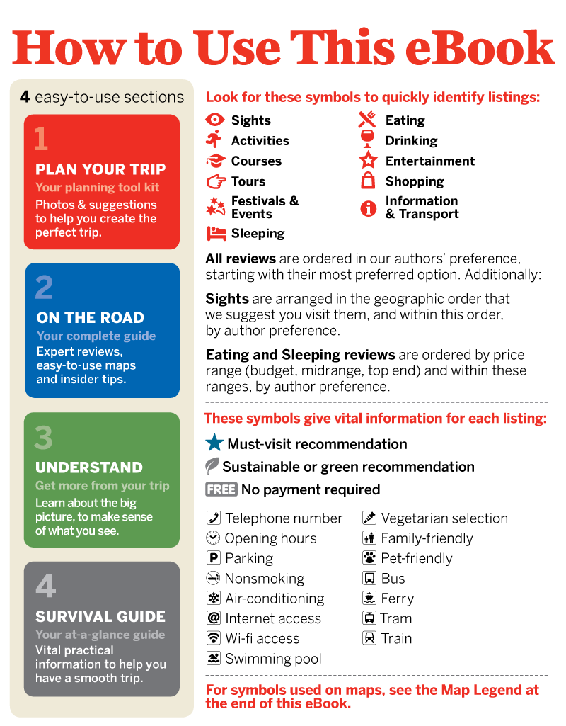 How to Use This eBook
4 easy-to-use sections
1
PLAN YOUR TRIP
Your planning tool kit
Photos & suggestions
to help you create the
perfect trip.
2
ON THE ROAD
Your complete guide
Expert reviews,
easy-to-use maps
and insider tips.
3
UNDERSTAND
Get more from your trip
Learn about the big
picture, to make sense
of what you see.
4
SURVIVAL GUIDE
Your at-a-glance guide
Vital practical
information to help you
have a smooth trip.
Look for these symbols to quickly identify listings:
Sights
Activities
Courses
Tours
Festivals &
Events
Sleeping
Eating
Drinking
Entertainment
Shopping
Information
& Transport
All reviews are ordered in our authors' preference,
starting with their most preferred option. Additionally:
Sights are arranged in the geographic order that
we suggest you visit them, and within this order,
by author preference.
Eating and Sleeping reviews are ordered by price
range (budget, midrange, top end) and within these
ranges, by author preference.
These symbols give vital information for each listing:
Must-visit recommendation
Sustainable or green recommendation
FREE No payment required
Telephone number
Opening hours
P Parking
Nonsmoking
Air-conditioning
@ Internet access
Wi-fi access
Swimming pool
Vegetarian selection
Family-friendly
Pet-friendly
Bus
Ferry
Tram
Train
For symbols used on maps, see the Map Legend at
the end of this eBook.